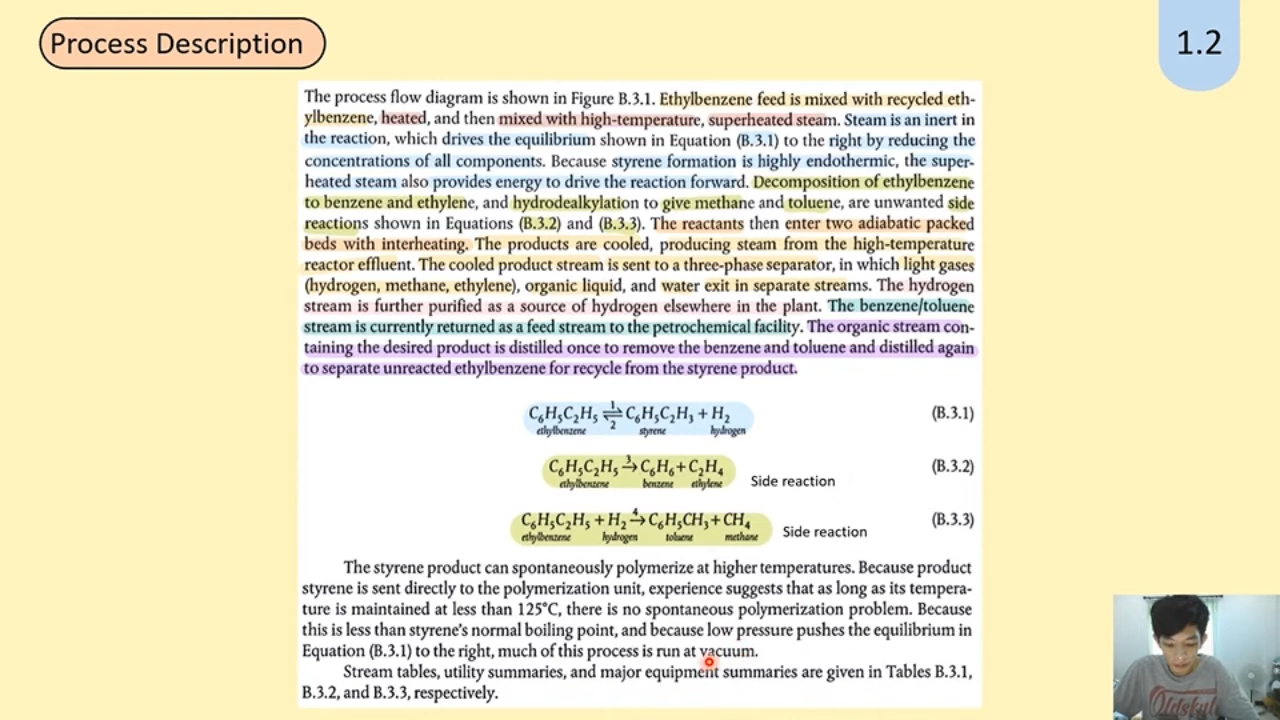 Process Description
1.2
The process flow diagram is shown in Figure B.3.1. Ethylbenzene feed is mixed with recycled eth-
ylbenzene, heated, and then mixed with high-temperature, superheated steam. Steam is an inert in
the reaction, which drives the equilibrium shown in Equation (B.3.1) to the right by reducing the
concentrations of all components. Because styrene formation is highly endothermic, the super-
heated steam also provides energy to drive the reaction forward. Decomposition of ethylbenzene
to benzene and ethylene, and hydrodealkylation to give methane and toluene, are unwanted side
reactions shown in Equations (B.3.2) and (B.3.3). The reactants then enter two adiabatic packed
beds with interheating. The products are cooled, producing steam from the high-temperature
reactor effluent. The cooled product stream is sent to a three-phase separator, in which light gases
(hydrogen, methane, ethylene), organic liquid, and water exit in separate streams. The hydrogen
stream is further purified as a source of hydrogen elsewhere in the plant. The benzene/toluene
stream is currently returned as a feed stream to the petrochemical facility. The organic stream con-
taining the desired product is distilled once to remove the benzene and toluene and distilled again
to separate unreacted ethylbenzene for recycle from the styrene product.
C₆H₅C₂H₅ ⇌ C₆H₅C₂H₃ + H₂ (B.3.1)
1
2
ethylbenzene styrene hydrogen
C₆H₅C₂H₅ → C₆H₆ + C₂H₄ (B.3.2)
3
ethylbenzene benzene ethylene
Side reaction
C₆H₅C₂H₅ + H₂ → C₆H₅CH₃ + CH₄ (B.3.3)
4
ethylbenzene hydrogen toluene methane
Side reaction
The styrene product can spontaneously polymerize at higher temperatures. Because product
styrene is sent directly to the polymerization unit, experience suggests that as long as its tempera-
ture is maintained at less than 125°C, there is no spontaneous polymerization problem. Because
this is less than styrene's normal boiling point, and because low pressure pushes the equilibrium in
Equation (B.3.1) to the right, much of this process is run at vacuum.
Stream tables, utility summaries, and major equipment summaries are given in Tables B.3.1,
B.3.2, and B.3.3, respectively.